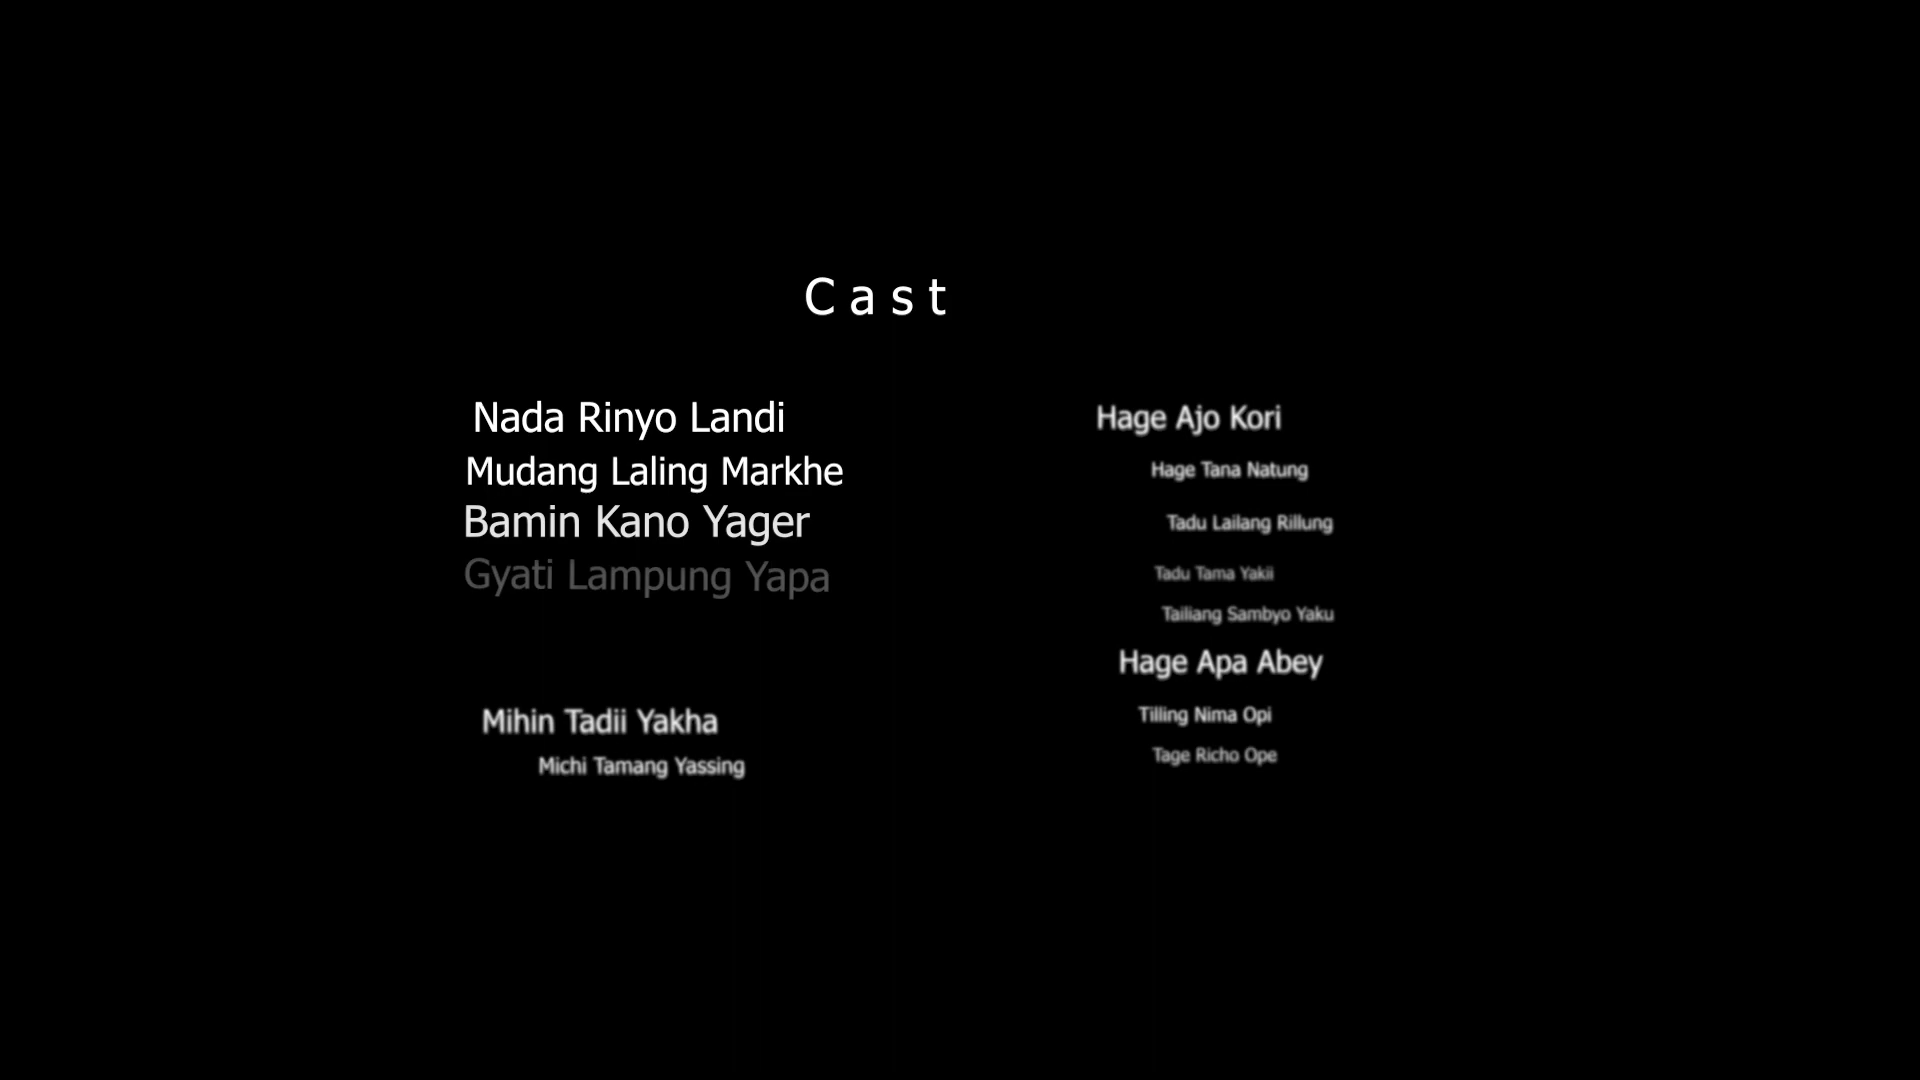 Cast
Nada Rinyo Landi
Mudang Laling Markhe
Bamin Kano Yager
Gyati Lampung Yapa
Mihin Tadii Yakha
Michi Tamang Yassing
Hage Ajo Kori
Hage Tana Natung
Tadu Lailang Rillung
Tadu Tama Yakii
Tailiang Sambyo Yaku
Hage Apa Abey
Tilling Nima Opi
Tage Richo Ope